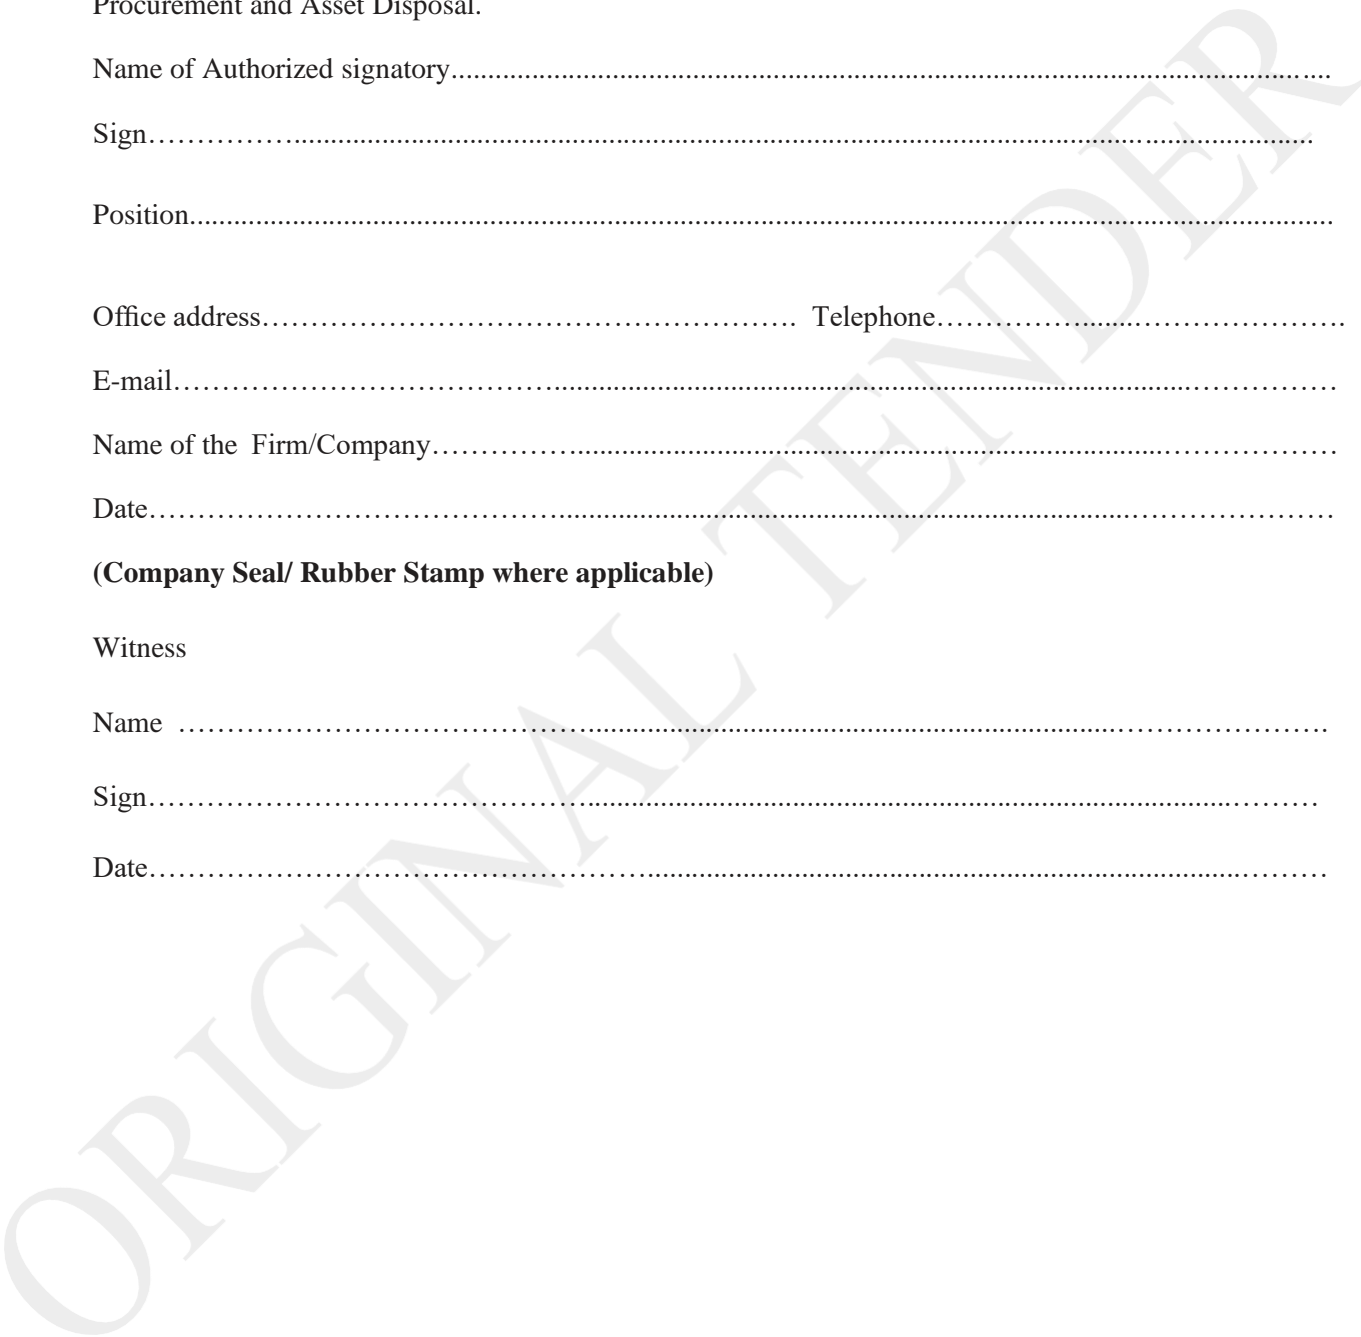 Procurement and Asset Disposal.
Name of Authorized signatory....................................................................................................
Sign……………....................................................................................................
Position....................................................................................................
Office address………………………………………………. Telephone……………........………………….
E-mail…………………………………......................................................................……………
Name of the Firm/Company……………..................................................................………………
Date……………………………………...............................................................…………………
(Company Seal/ Rubber Stamp where applicable)
Witness
Name ……………………………………..........................................................………………….
Sign………………………………………......................................................................………
Date……………………………………………..................................................................………
ORIGINAL TENDER